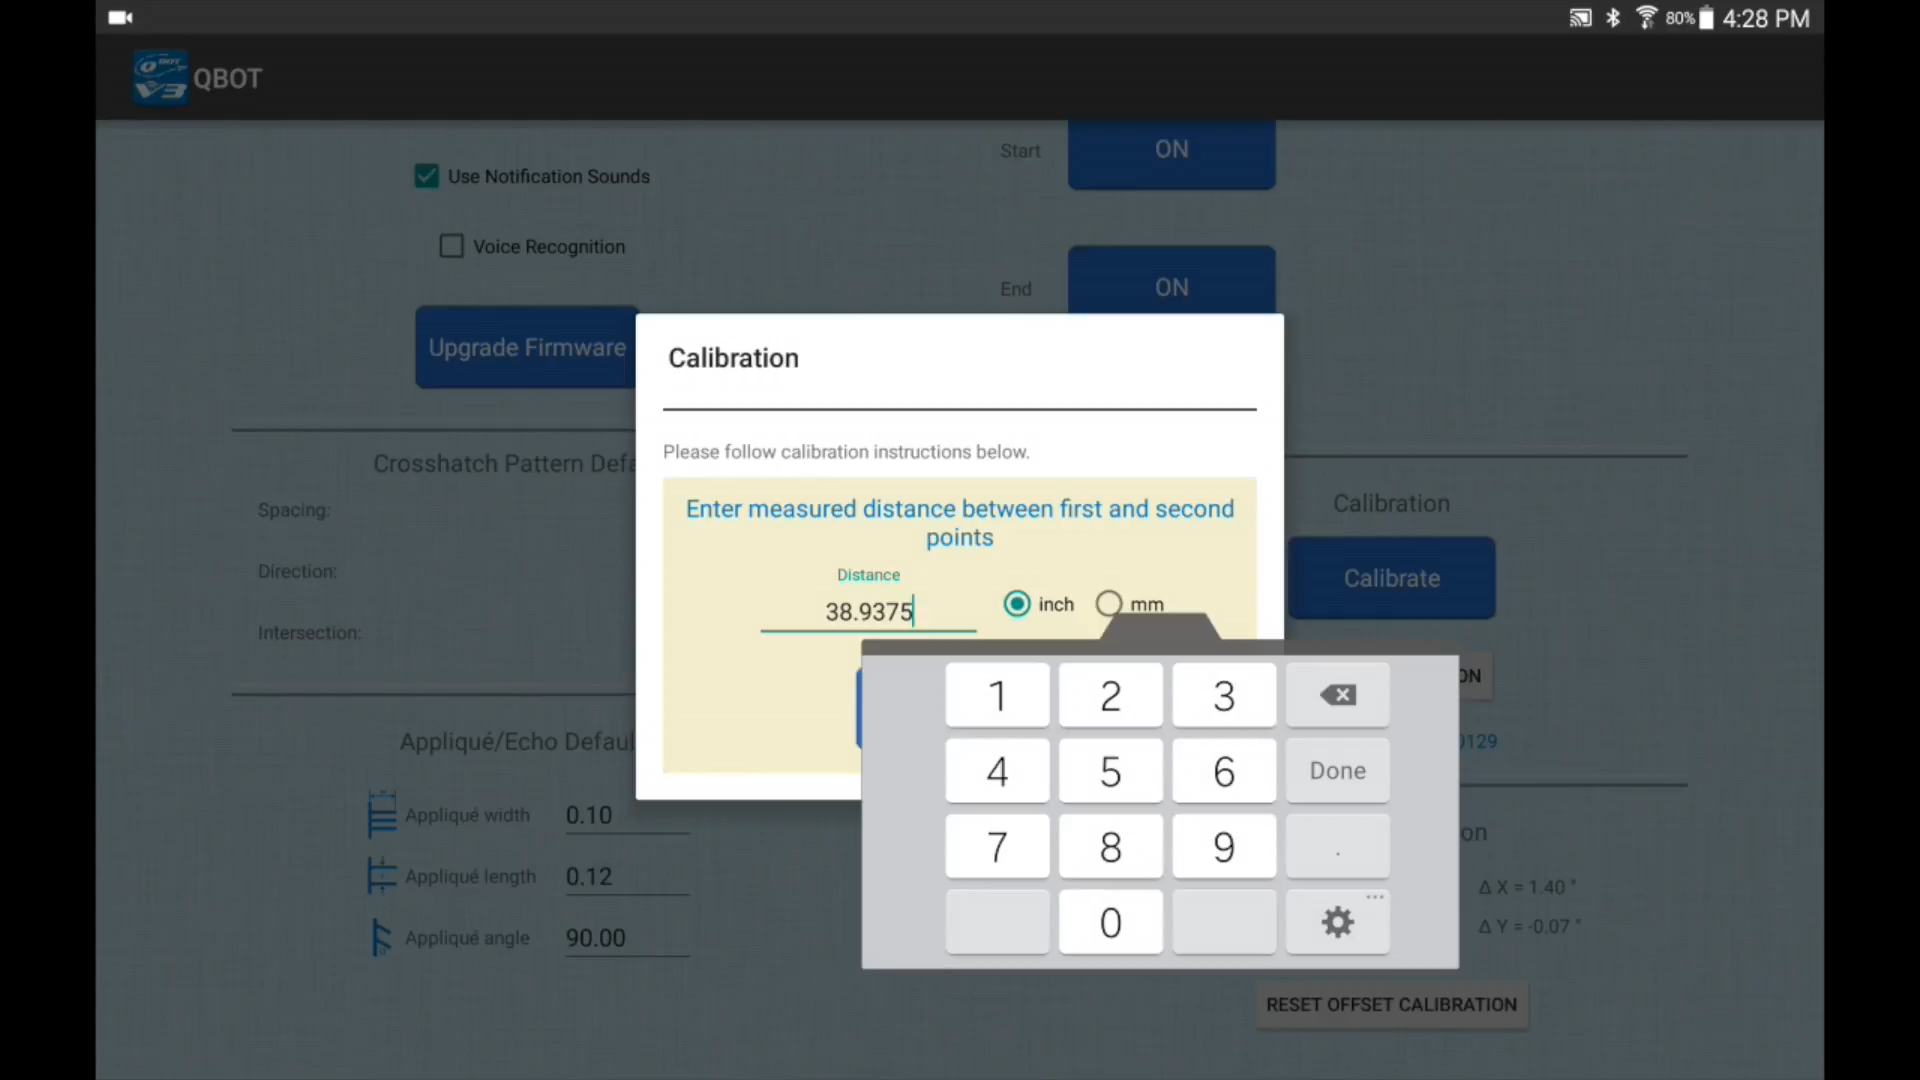 80% 4:28 PM
QBOT
V3
QBOT
Start
ON
Use Notification Sounds
Voice Recognition
End
ON
Upgrade Firmware
Calibration
Please follow calibration instructions below.
Enter measured distance between first and second
points
Distance
38.9375
inch
mm
Crosshatch Pattern Defa
Spacing:
Direction:
Intersection:
Calibration
Calibrate
ON
0129
Appliqué/Echo Defaul
Appliqué width 0.10
Appliqué length 0.12
Appliqué angle 90.00
1 2 3
4 5 6 Done
7 8 9 .
0
on
Δ X = 1.40 "
Δ Y = -0.07 "
RESET OFFSET CALIBRATION